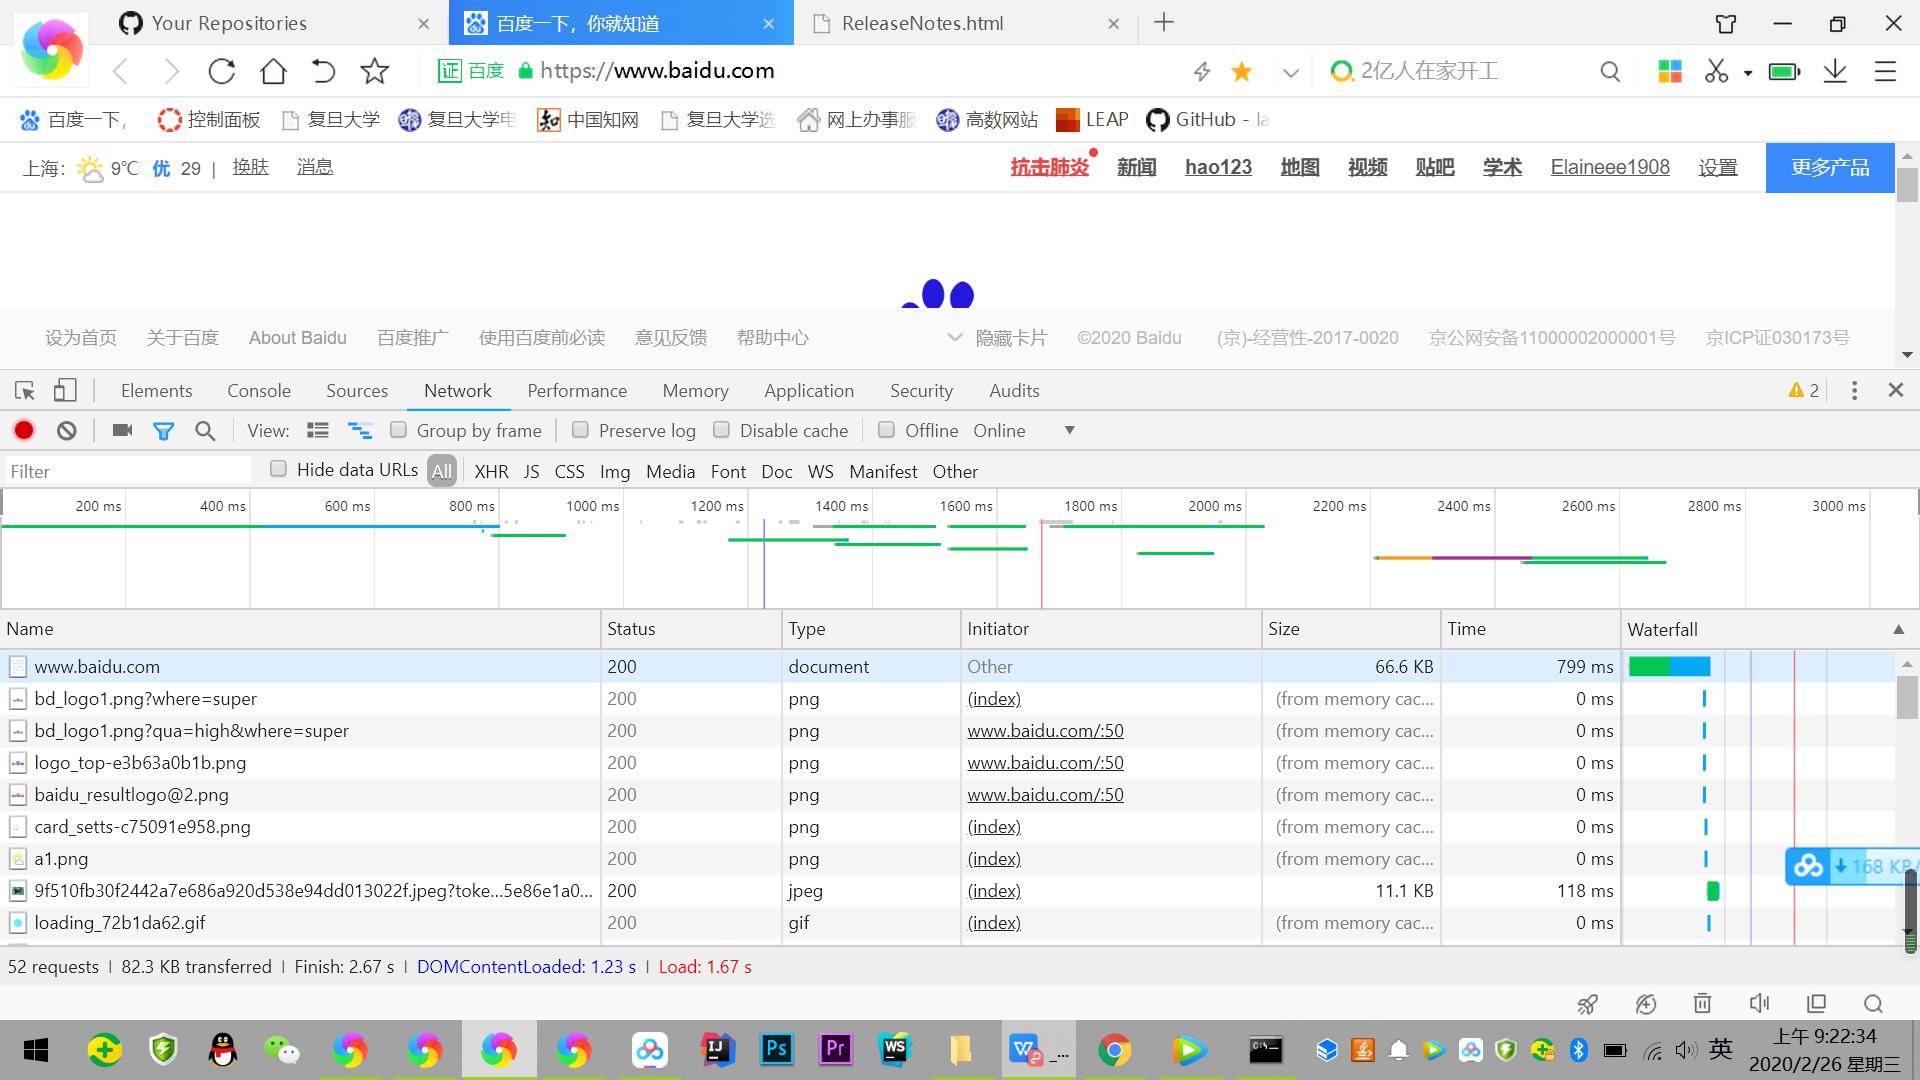 Your Repositories
百度一下，你就知道
ReleaseNotes.html
证 百度 https://www.baidu.com
2亿人在家开工
百度一下, 控制面板 复旦大学 复旦大学电 中国知网 复旦大学选 网上办事服 高数网站 LEAP GitHub - la
上海: 9℃ 优 29 | 换肤 消息
抗击肺炎 新闻 hao123 地图 视频 贴吧 学术 Elaineee1908 设置 更多产品
设为首页 关于百度 About Baidu 百度推广 使用百度前必读 意见反馈 帮助中心 隐藏卡片 ©2020 Baidu (京)-经营性-2017-0020 京公网安备11000002000001号 京ICP证030173号
Elements Console Sources Network Performance Memory Application Security Audits 2
View: Group by frame Preserve log Disable cache Offline Online
Filter Hide data URLs All XHR JS CSS Img Media Font Doc WS Manifest Other
200 ms 400 ms 600 ms 800 ms 1000 ms 1200 ms 1400 ms 1600 ms 1800 ms 2000 ms 2200 ms 2400 ms 2600 ms 2800 ms 3000 ms
Name Status Type Initiator Size Time Waterfall
www.baidu.com 200 document Other 66.6 KB 799 ms
bd_logo1.png?where=super 200 png (index) (from memory cac... 0 ms
bd_logo1.png?qua=high&where=super 200 png www.baidu.com/:50 (from memory cac... 0 ms
logo_top-e3b63a0b1b.png 200 png www.baidu.com/:50 (from memory cac... 0 ms
baidu_resultlogo@2.png 200 png www.baidu.com/:50 (from memory cac... 0 ms
card_setts-c75091e958.png 200 png (index) (from memory cac... 0 ms
a1.png 200 png (index) (from memory cac... 0 ms
168 KB/
9f510fb30f2442a7e686a920d538e94dd013022f.jpeg?toke...5e86e1a0... 200 jpeg (index) 11.1 KB 118 ms
loading_72b1da62.gif 200 gif (index) (from memory cac... 0 ms
52 requests | 82.3 KB transferred | Finish: 2.67 s | DOMContentLoaded: 1.23 s | Load: 1.67 s
IJ Ps Pr WS _... 英
上午 9:22:34
2020/2/26 星期三